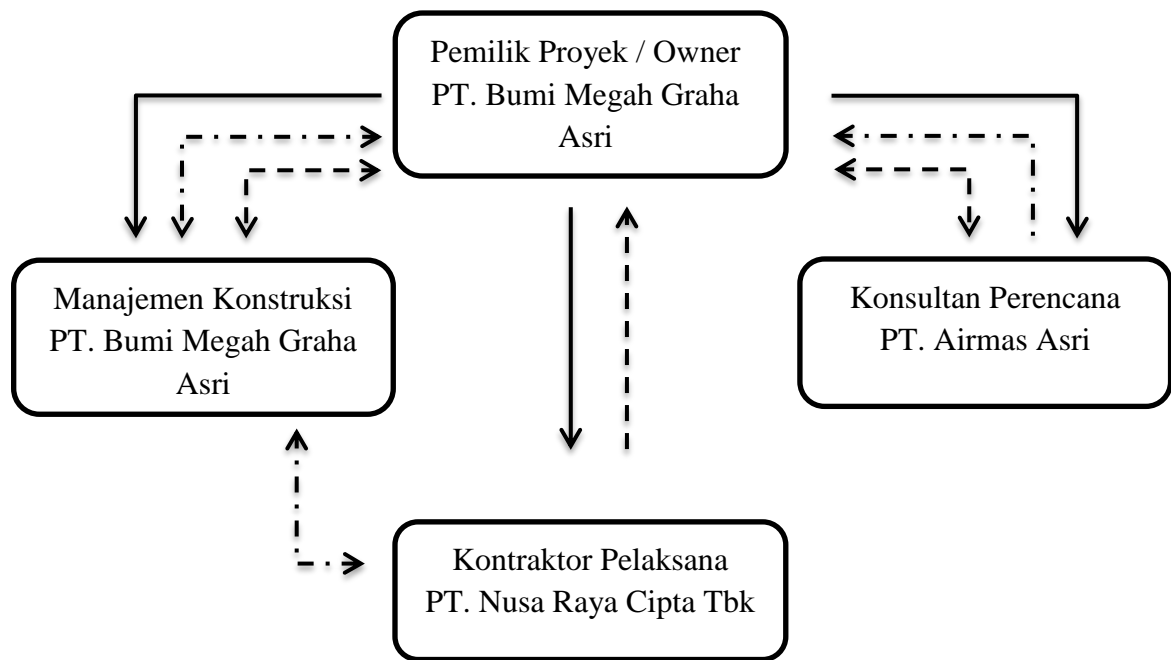 Pemilik Proyek / Owner
PT. Bumi Megah Graha
Asri
Manajemen Konstruksi
PT. Bumi Megah Graha
Asri
Konsultan Perencana
PT. Airmas Asri
Kontraktor Pelaksana
PT. Nusa Raya Cipta Tbk